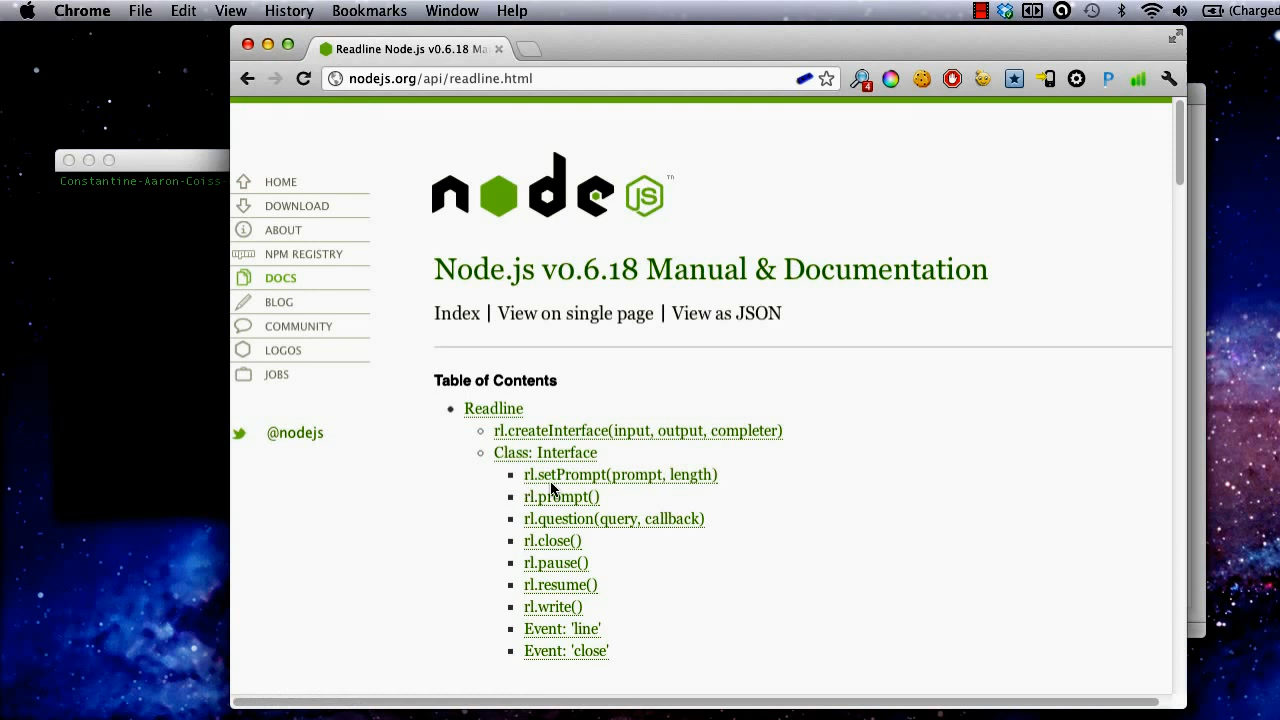 Chrome File Edit View History Bookmarks Window Help (Charged
Readline Node.js v0.6.18 Ma
nodejs.org/api/readline.html
4
P
Constantine-Aaron-Coiss
HOME
DOWNLOAD
ABOUT
NPM REGISTRY
DOCS
BLOG
COMMUNITY
LOGOS
JOBS
@nodejs
node JS TM
Node.js v0.6.18 Manual & Documentation
Index | View on single page | View as JSON
Table of Contents
Readline
rl.createInterface(input, output, completer)
Class: Interface
rl.setPrompt(prompt, length)
rl.prompt()
rl.question(query, callback)
rl.close()
rl.pause()
rl.resume()
rl.write()
Event: 'line'
Event: 'close'